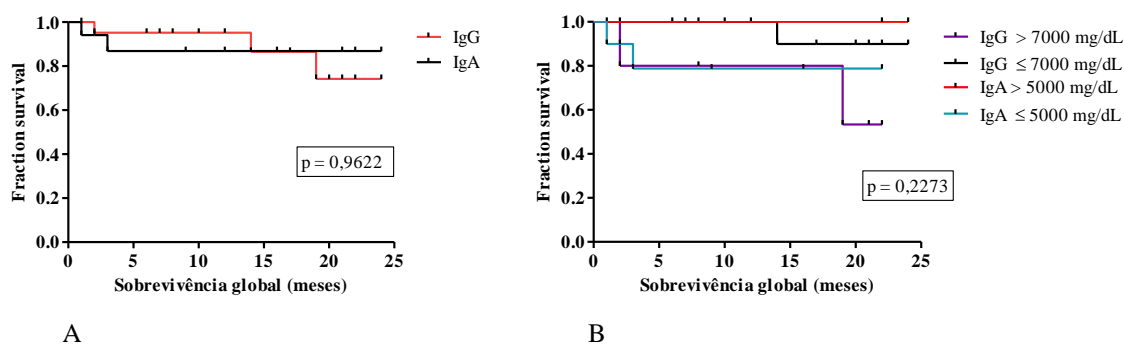 Fraction survival
1.0
0.8
0.6
0.4
0.2
0.0
0 5 10 15 20 25
Sobrevivência global (meses)
IgG
IgA
p = 0,9622
A
Fraction survival
1.0
0.8
0.6
0.4
0.2
0.0
0 5 10 15 20 25
Sobrevivência global (meses)
IgG > 7000 mg/dL
IgG ≤ 7000 mg/dL
IgA > 5000 mg/dL
IgA ≤ 5000 mg/dL
p = 0,2273
B